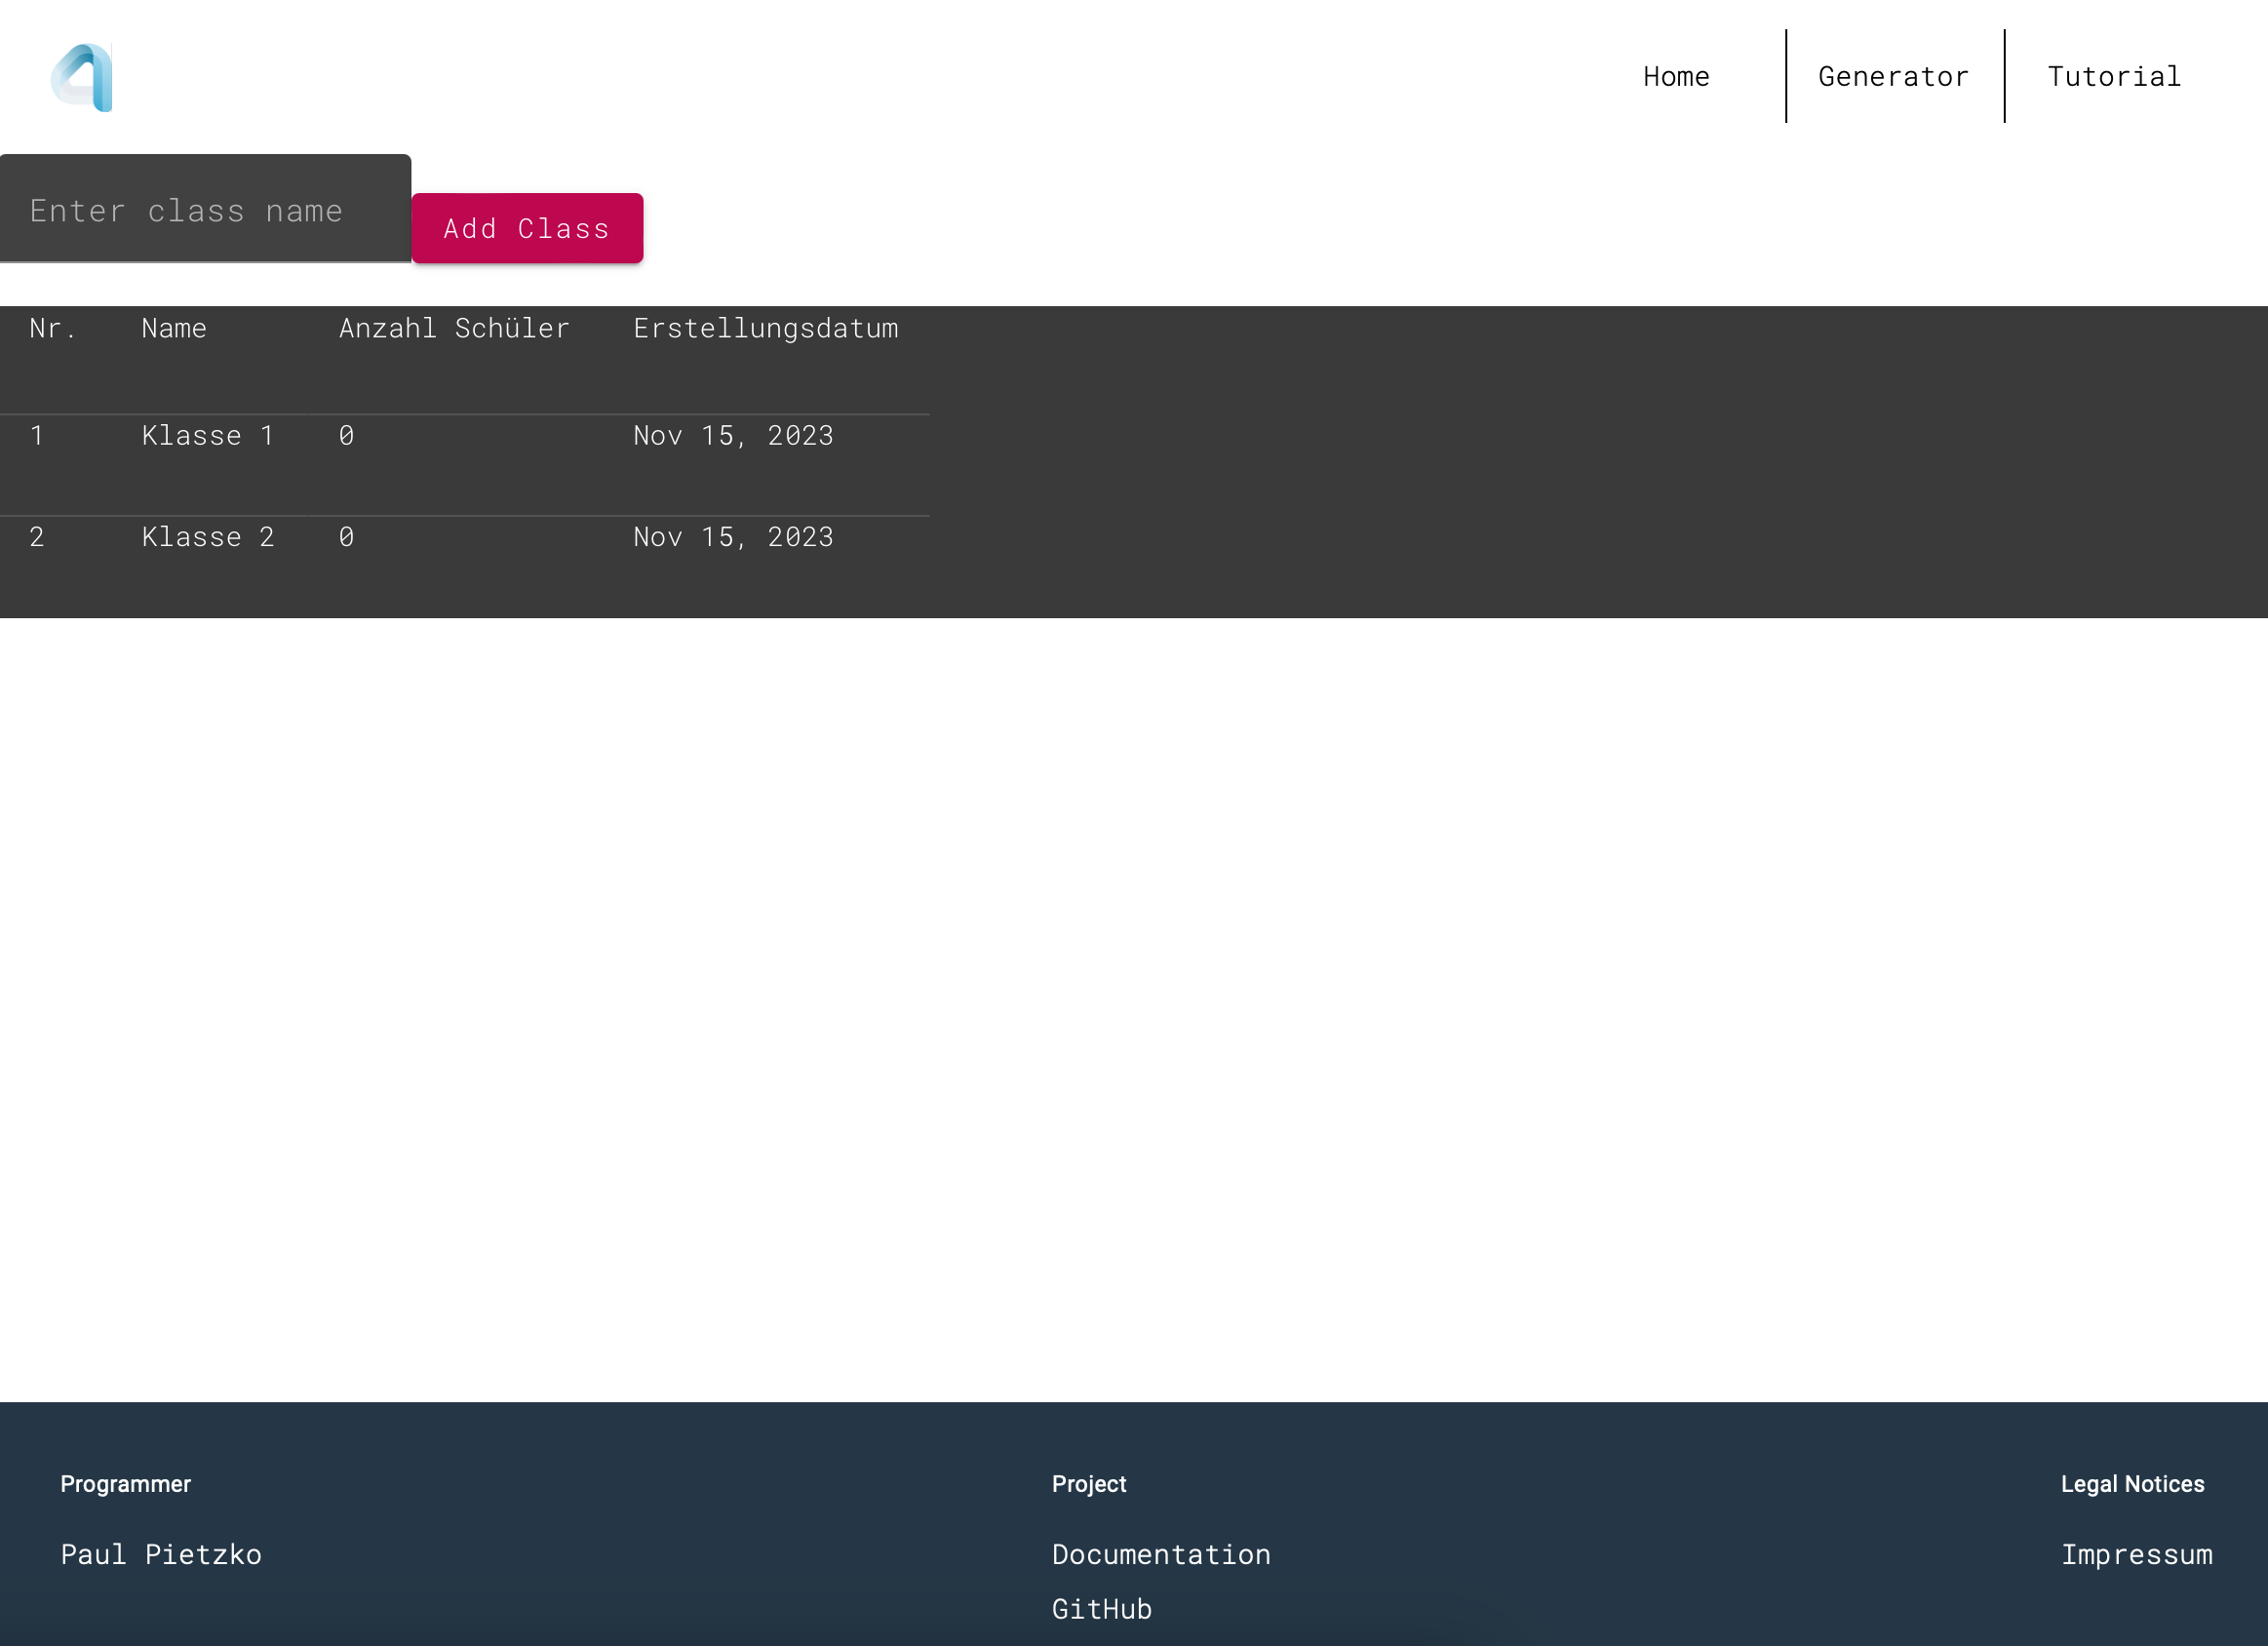 Home Generator Tutorial
Enter class name
Add Class
Nr. Name Anzahl Schüler Erstellungsdatum
1 Klasse 1 0 Nov 15, 2023
2 Klasse 2 0 Nov 15, 2023
Programmer Project Legal Notices
Paul Pietzko Documentation Impressum
GitHub